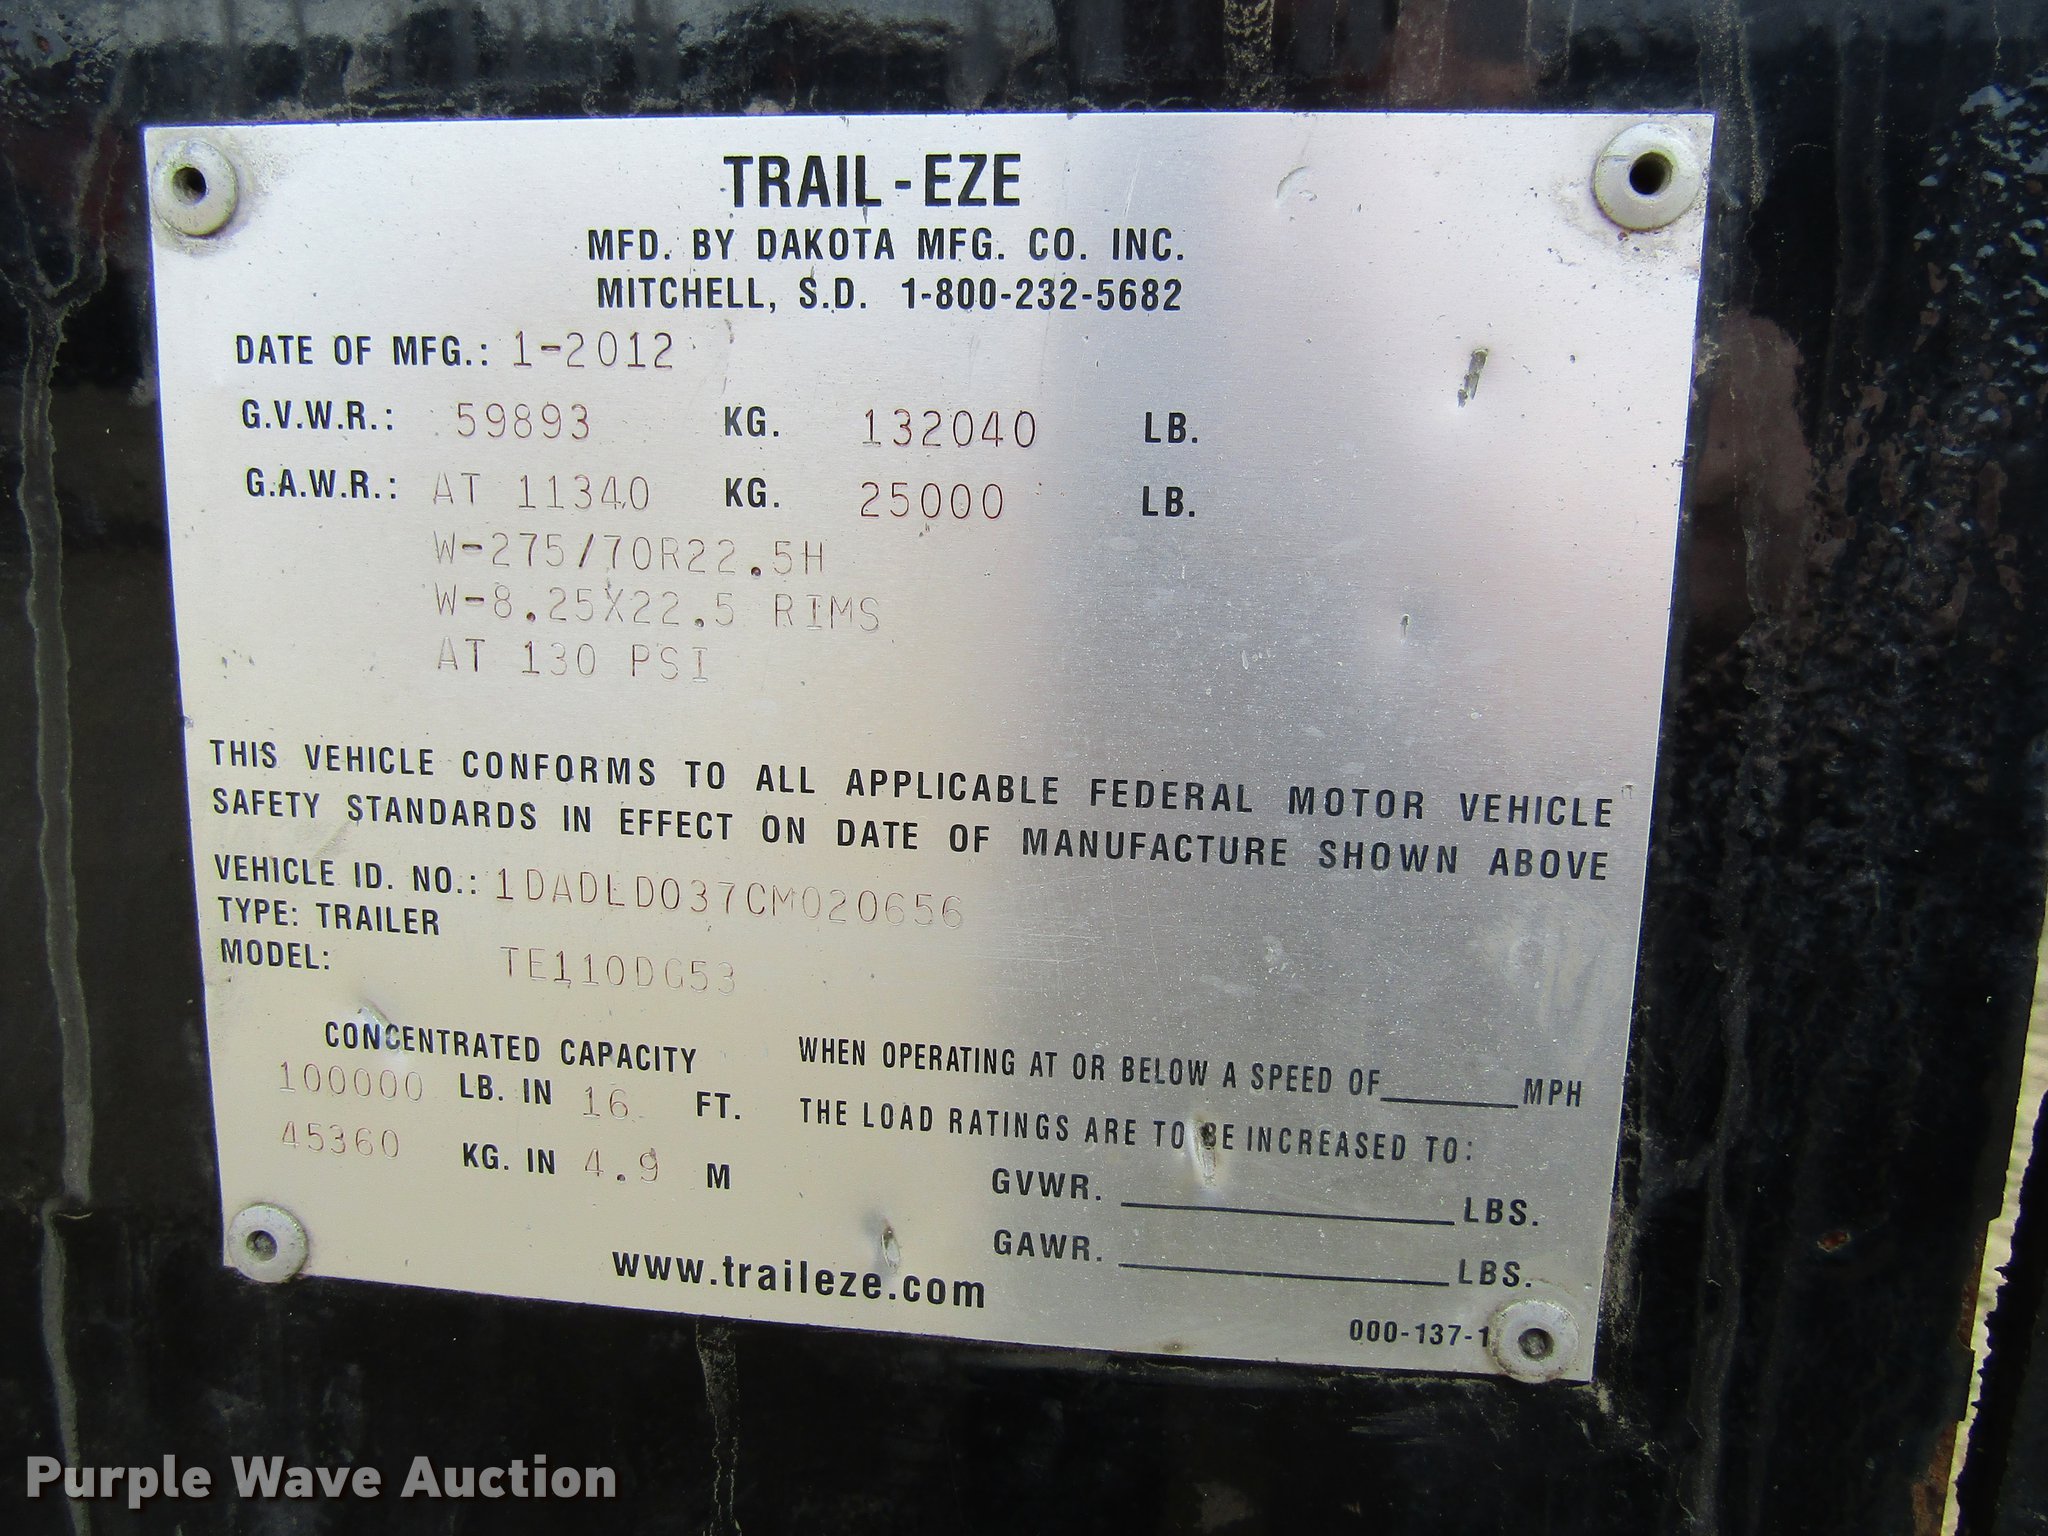 TRAIL-EZE
MFD. BY DAKOTA MFG. CO. INC.
MITCHELL, S.D. 1-800-232-5682
DATE OF MFG.: 1-2012
G.V.W.R.: 59893 KG. 132040 LB.
G.A.W.R.: AT 11340 KG. 25000 LB.
W-275/70R22.5H
W-8.25X22.5 RIMS
AT 130 PSI
THIS VEHICLE CONFORMS TO ALL APPLICABLE FEDERAL MOTOR VEHICLE
SAFETY STANDARDS IN EFFECT ON DATE OF MANUFACTURE SHOWN ABOVE
VEHICLE ID. NO.: 1DADLD037CM020656
TYPE: TRAILER
MODEL: TE110DG53
CONCENTRATED CAPACITY
100000 LB. IN 16 FT.
45360 KG. IN 4.9 M
WHEN OPERATING AT OR BELOW A SPEED OF______MPH
THE LOAD RATINGS ARE TO BE INCREASED TO:
GVWR. ______________ LBS.
GAWR. ______________ LBS.
www.traileze.com
000-137-1
Purple Wave Auction